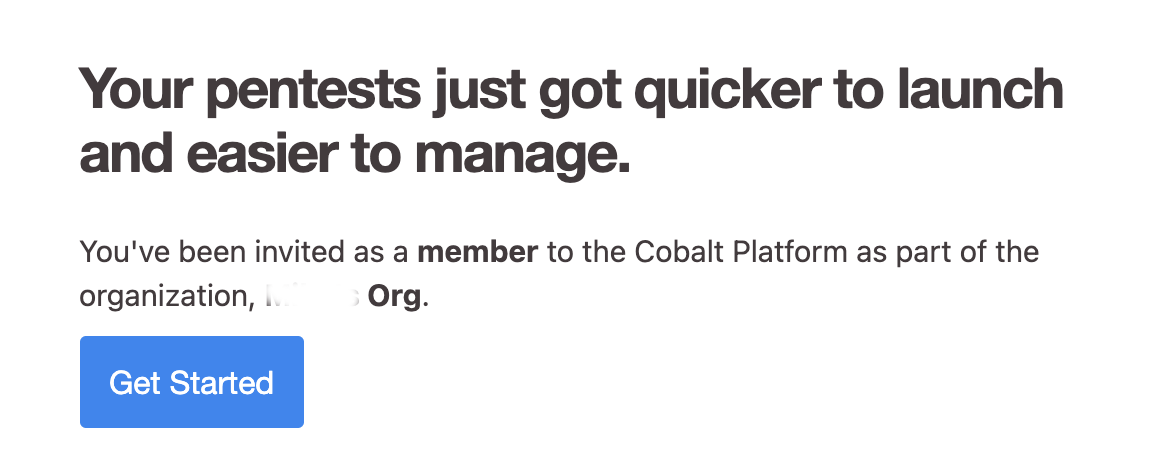 Your pentests just got quicker to launch
and easier to manage.
You've been invited as a member to the Cobalt Platform as part of the
organization, Org.
Get Started